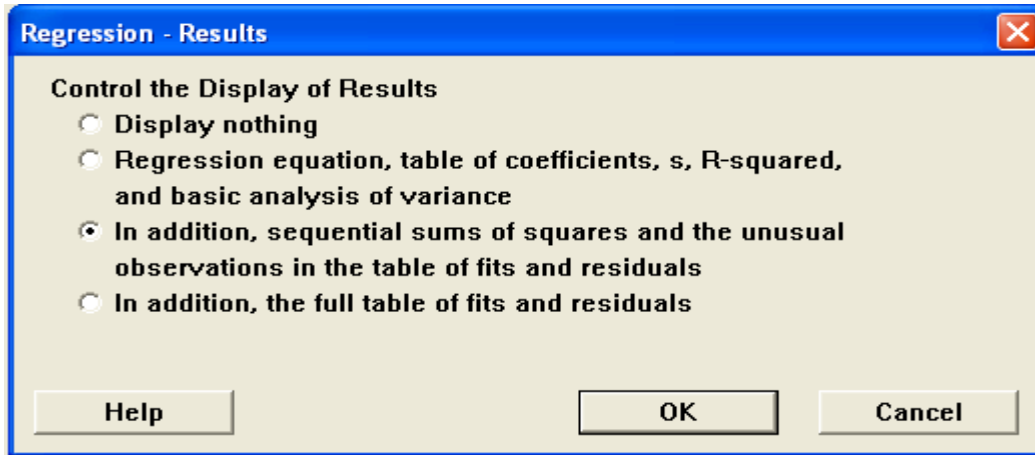 Regression - Results
Control the Display of Results
Display nothing
Regression equation, table of coefficients, s, R-squared,
and basic analysis of variance
In addition, sequential sums of squares and the unusual
observations in the table of fits and residuals
In addition, the full table of fits and residuals
Help OK Cancel